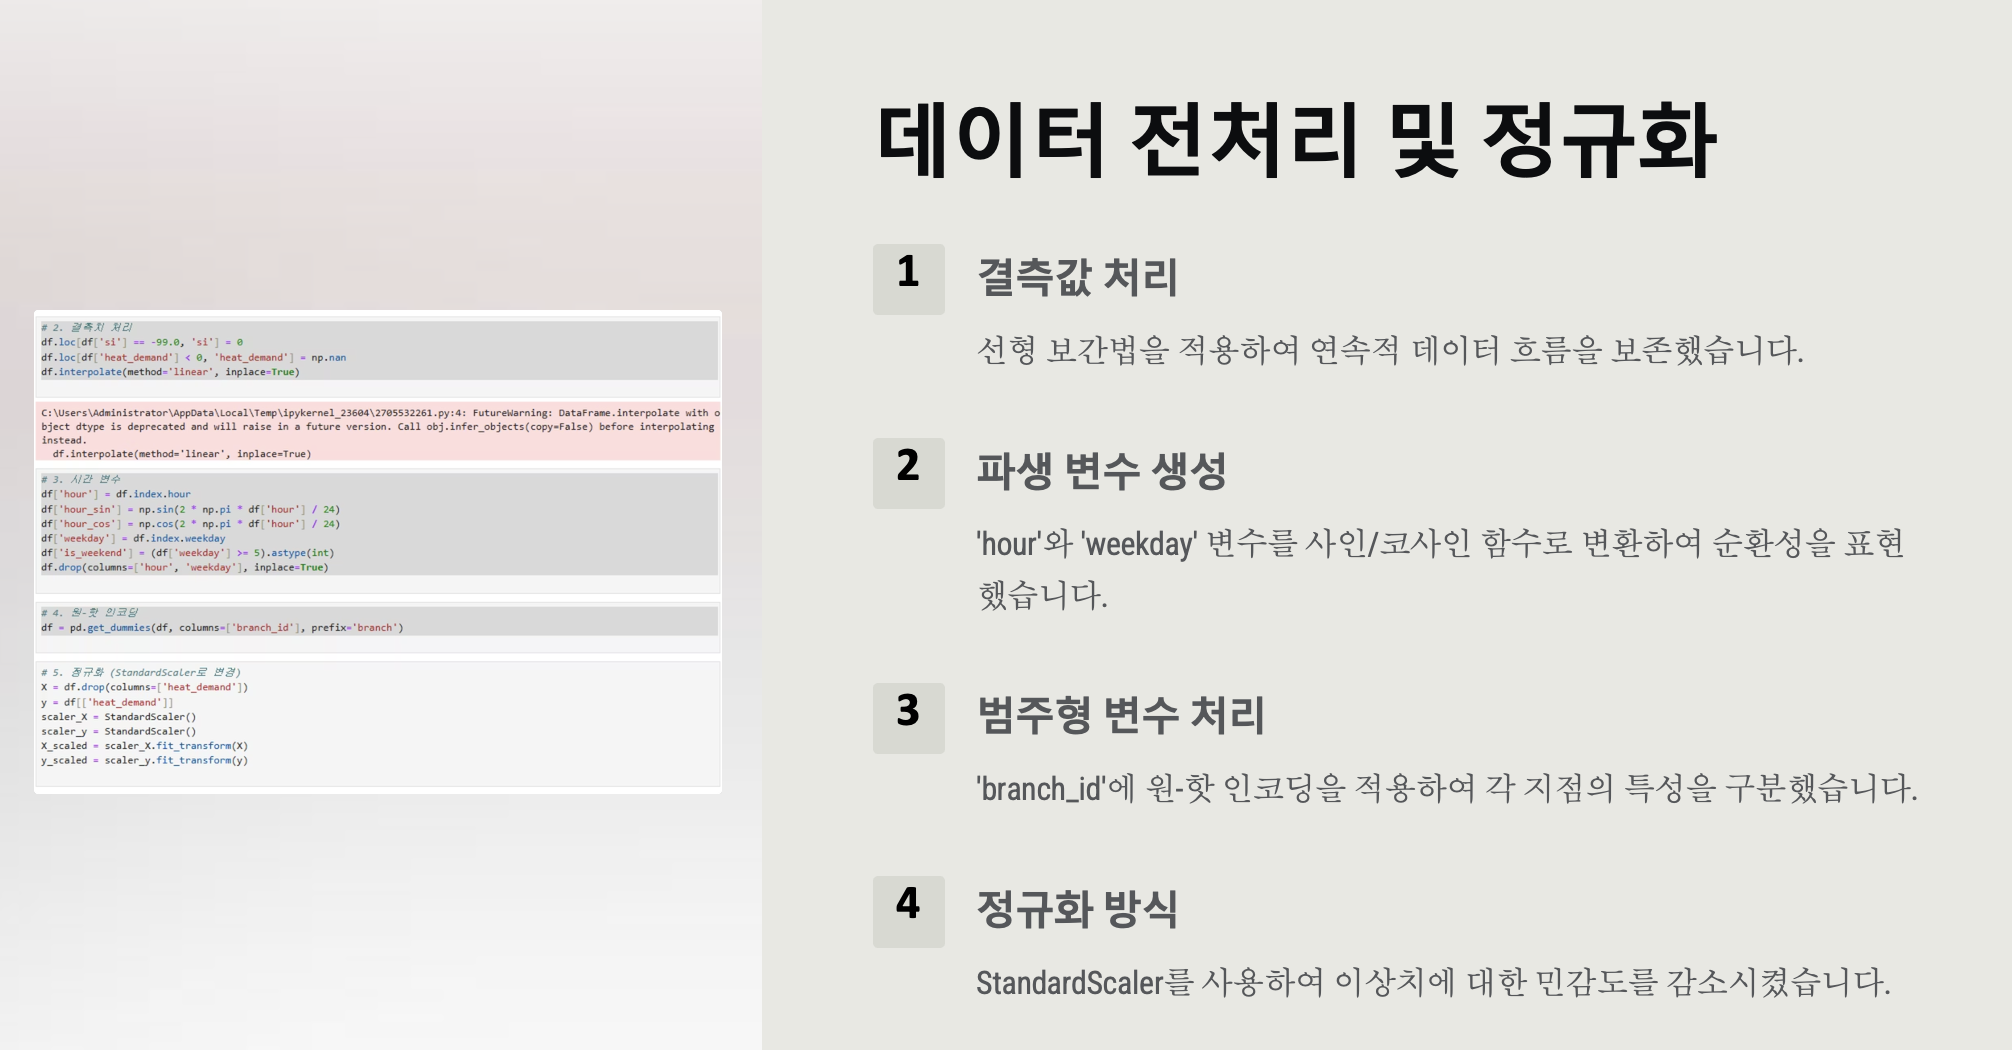 # 2. 결측치 처리
df.loc[df['si'] == -99.0, 'si'] = 0
df.loc[df['heat_demand'] < 0, 'heat_demand'] = np.nan
df.interpolate(method='linear', inplace=True)
C:\Users\Administrator\AppData\Local\Temp\ipykernel_23604\2705532261.py:4: FutureWarning: DataFrame.interpolate with o
bject dtype is deprecated and will raise in a future version. Call obj.infer_objects(copy=False) before interpolating
instead.
  df.interpolate(method='linear', inplace=True)
# 3. 시간 변수
df['hour'] = df.index.hour
df['hour_sin'] = np.sin(2 * np.pi * df['hour'] / 24)
df['hour_cos'] = np.cos(2 * np.pi * df['hour'] / 24)
df['weekday'] = df.index.weekday
df['is_weekend'] = (df['weekday'] >= 5).astype(int)
df.drop(columns=['hour', 'weekday'], inplace=True)
# 4. 원-핫 인코딩
df = pd.get_dummies(df, columns=['branch_id'], prefix='branch')
# 5. 정규화 (StandardScaler로 변경)
X = df.drop(columns=['heat_demand'])
y = df[['heat_demand']]
scaler_X = StandardScaler()
scaler_y = StandardScaler()
X_scaled = scaler_X.fit_transform(X)
y_scaled = scaler_y.fit_transform(y)
데이터 전처리 및 정규화
1 결측값 처리
선형 보간법을 적용하여 연속적 데이터 흐름을 보존했습니다.
2 파생 변수 생성
'hour'와 'weekday' 변수를 사인/코사인 함수로 변환하여 순환성을 표현
했습니다.
3 범주형 변수 처리
'branch_id'에 원-핫 인코딩을 적용하여 각 지점의 특성을 구분했습니다.
4 정규화 방식
StandardScaler를 사용하여 이상치에 대한 민감도를 감소시켰습니다.